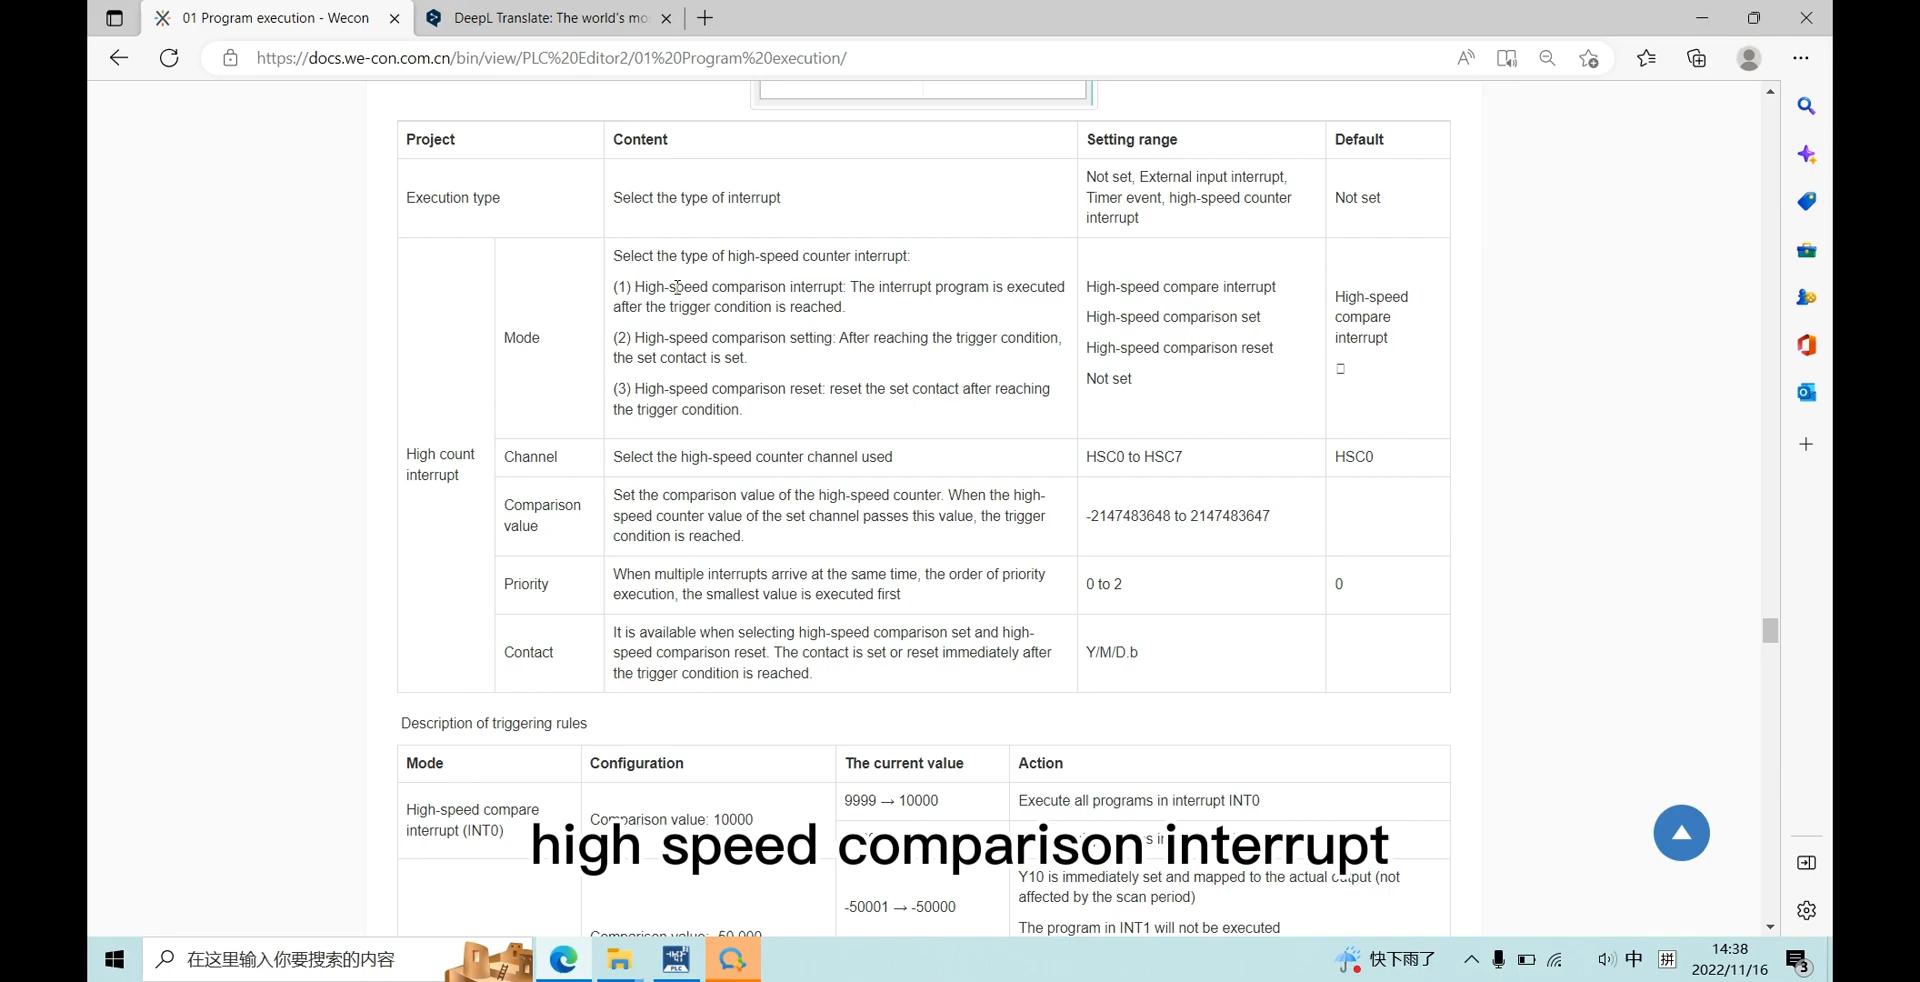 01 Program execution - Wecon
DeepL Translate: The world's mo
https://docs.we-con.com.cn/bin/view/PLC%20Editor2/01%20Program%20execution/
Project
Content
Setting range
Default
Execution type
Select the type of interrupt
Not set, External input interrupt,
Timer event, high-speed counter
interrupt
Not set
High count
interrupt
Mode
Select the type of high-speed counter interrupt:
(1) High-speed comparison interrupt: The interrupt program is executed
after the trigger condition is reached.
(2) High-speed comparison setting: After reaching the trigger condition,
the set contact is set.
(3) High-speed comparison reset: reset the set contact after reaching
the trigger condition.
High-speed compare interrupt
High-speed comparison set
High-speed comparison reset
Not set
High-speed
compare
interrupt
Channel
Select the high-speed counter channel used
HSC0 to HSC7
HSC0
Comparison
value
Set the comparison value of the high-speed counter. When the high-
speed counter value of the set channel passes this value, the trigger
condition is reached.
-2147483648 to 2147483647
Priority
When multiple interrupts arrive at the same time, the order of priority
execution, the smallest value is executed first
0 to 2
0
Contact
It is available when selecting high-speed comparison set and high-
speed comparison reset. The contact is set or reset immediately after
the trigger condition is reached.
Y/M/D.b
Description of triggering rules
Mode
Configuration
The current value
Action
High-speed compare
interrupt (INT0)
Comparison value: 10000
9999 → 10000
Execute all programs in interrupt INT0
high speed comparison interrupt
-50001 → -50000
Y10 is immediately set and mapped to the actual output (not
affected by the scan period)
The program in INT1 will not be executed
Comparison value: -50,000
在这里输入你要搜索的内容
PLC
快下雨了
中
拼
14:38
2022/11/16
3